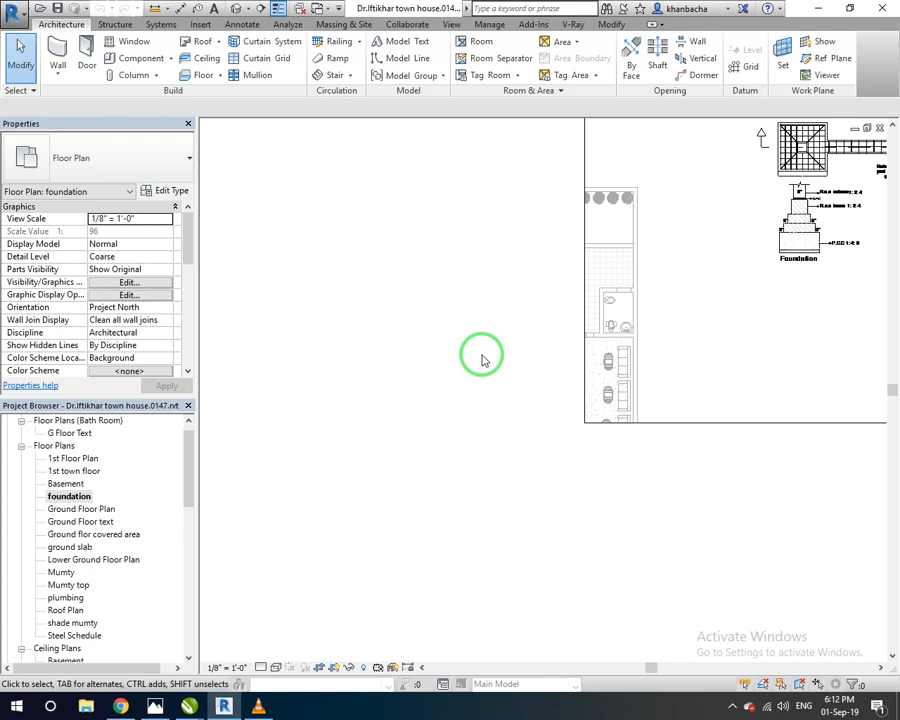 Dr.Iftikhar town house.014...
Type a keyword or phrase
khanbacha
Architecture Structure Systems Insert Annotate Analyze Massing & Site Collaborate View Manage Add-Ins V-Ray Modify
Modify
Wall
Door
Window
Component
Column
Roof
Ceiling
Floor
Curtain System
Curtain Grid
Mullion
Railing
Ramp
Stair
Model Text
Model Line
Model Group
Room
Room Separator
Tag Room
Area
Area Boundary
Tag Area
By Face
Shaft
Wall
Vertical
Dormer
Level
Grid
Set
Show
Ref Plane
Viewer
Select
Build
Circulation
Model
Room & Area
Opening
Datum
Work Plane
Properties
Floor Plan
Floor Plan: foundation
Edit Type
Graphics
View Scale 1/8" = 1'-0"
Scale Value 1: 96
Display Model Normal
Detail Level Coarse
Parts Visibility Show Original
Visibility/Graphics ... Edit...
Graphic Display Op... Edit...
Orientation Project North
Wall Join Display Clean all wall joins
Discipline Architectural
Show Hidden Lines By Discipline
Color Scheme Loca... Background
Color Scheme <none>
Properties help
Apply
Project Browser - Dr.Iftikhar town house.0147.rvt
Floor Plans (Bath Room)
G Floor Text
Floor Plans
1st Floor Plan
1st town floor
Basement
foundation
Ground Floor Plan
Ground Floor text
Ground flor covered area
ground slab
Lower Ground Floor Plan
Mumty
Mumty top
plumbing
Roof Plan
shade mumty
Steel Schedule
Ceiling Plans
Basement
Foundation
Activate Windows
Go to Settings to activate Windows.
1/8" = 1'-0"
Click to select, TAB for alternates, CTRL adds, SHIFT unselects
:0
Main Model
:0
6:12 PM
01-Sep-19